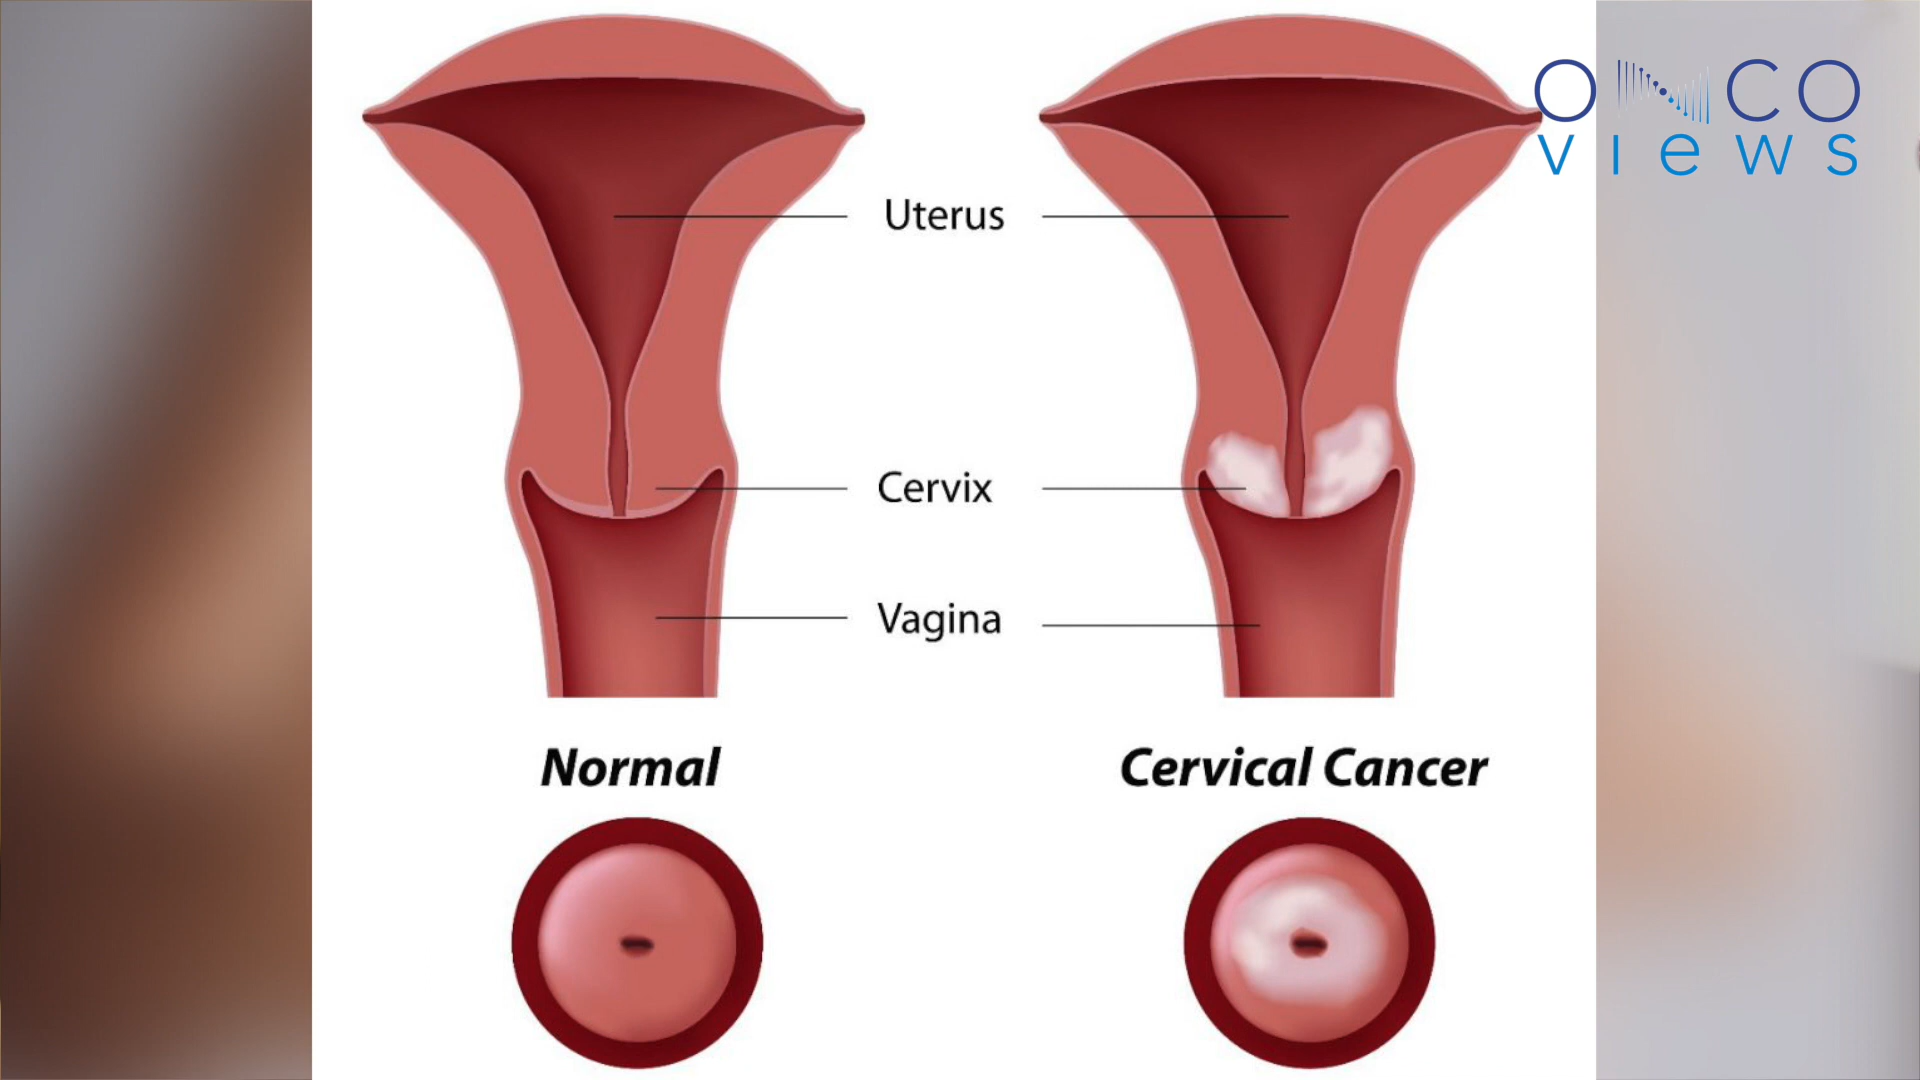 ONCO
views
Uterus
Cervix
Vagina
Normal
Cervical Cancer